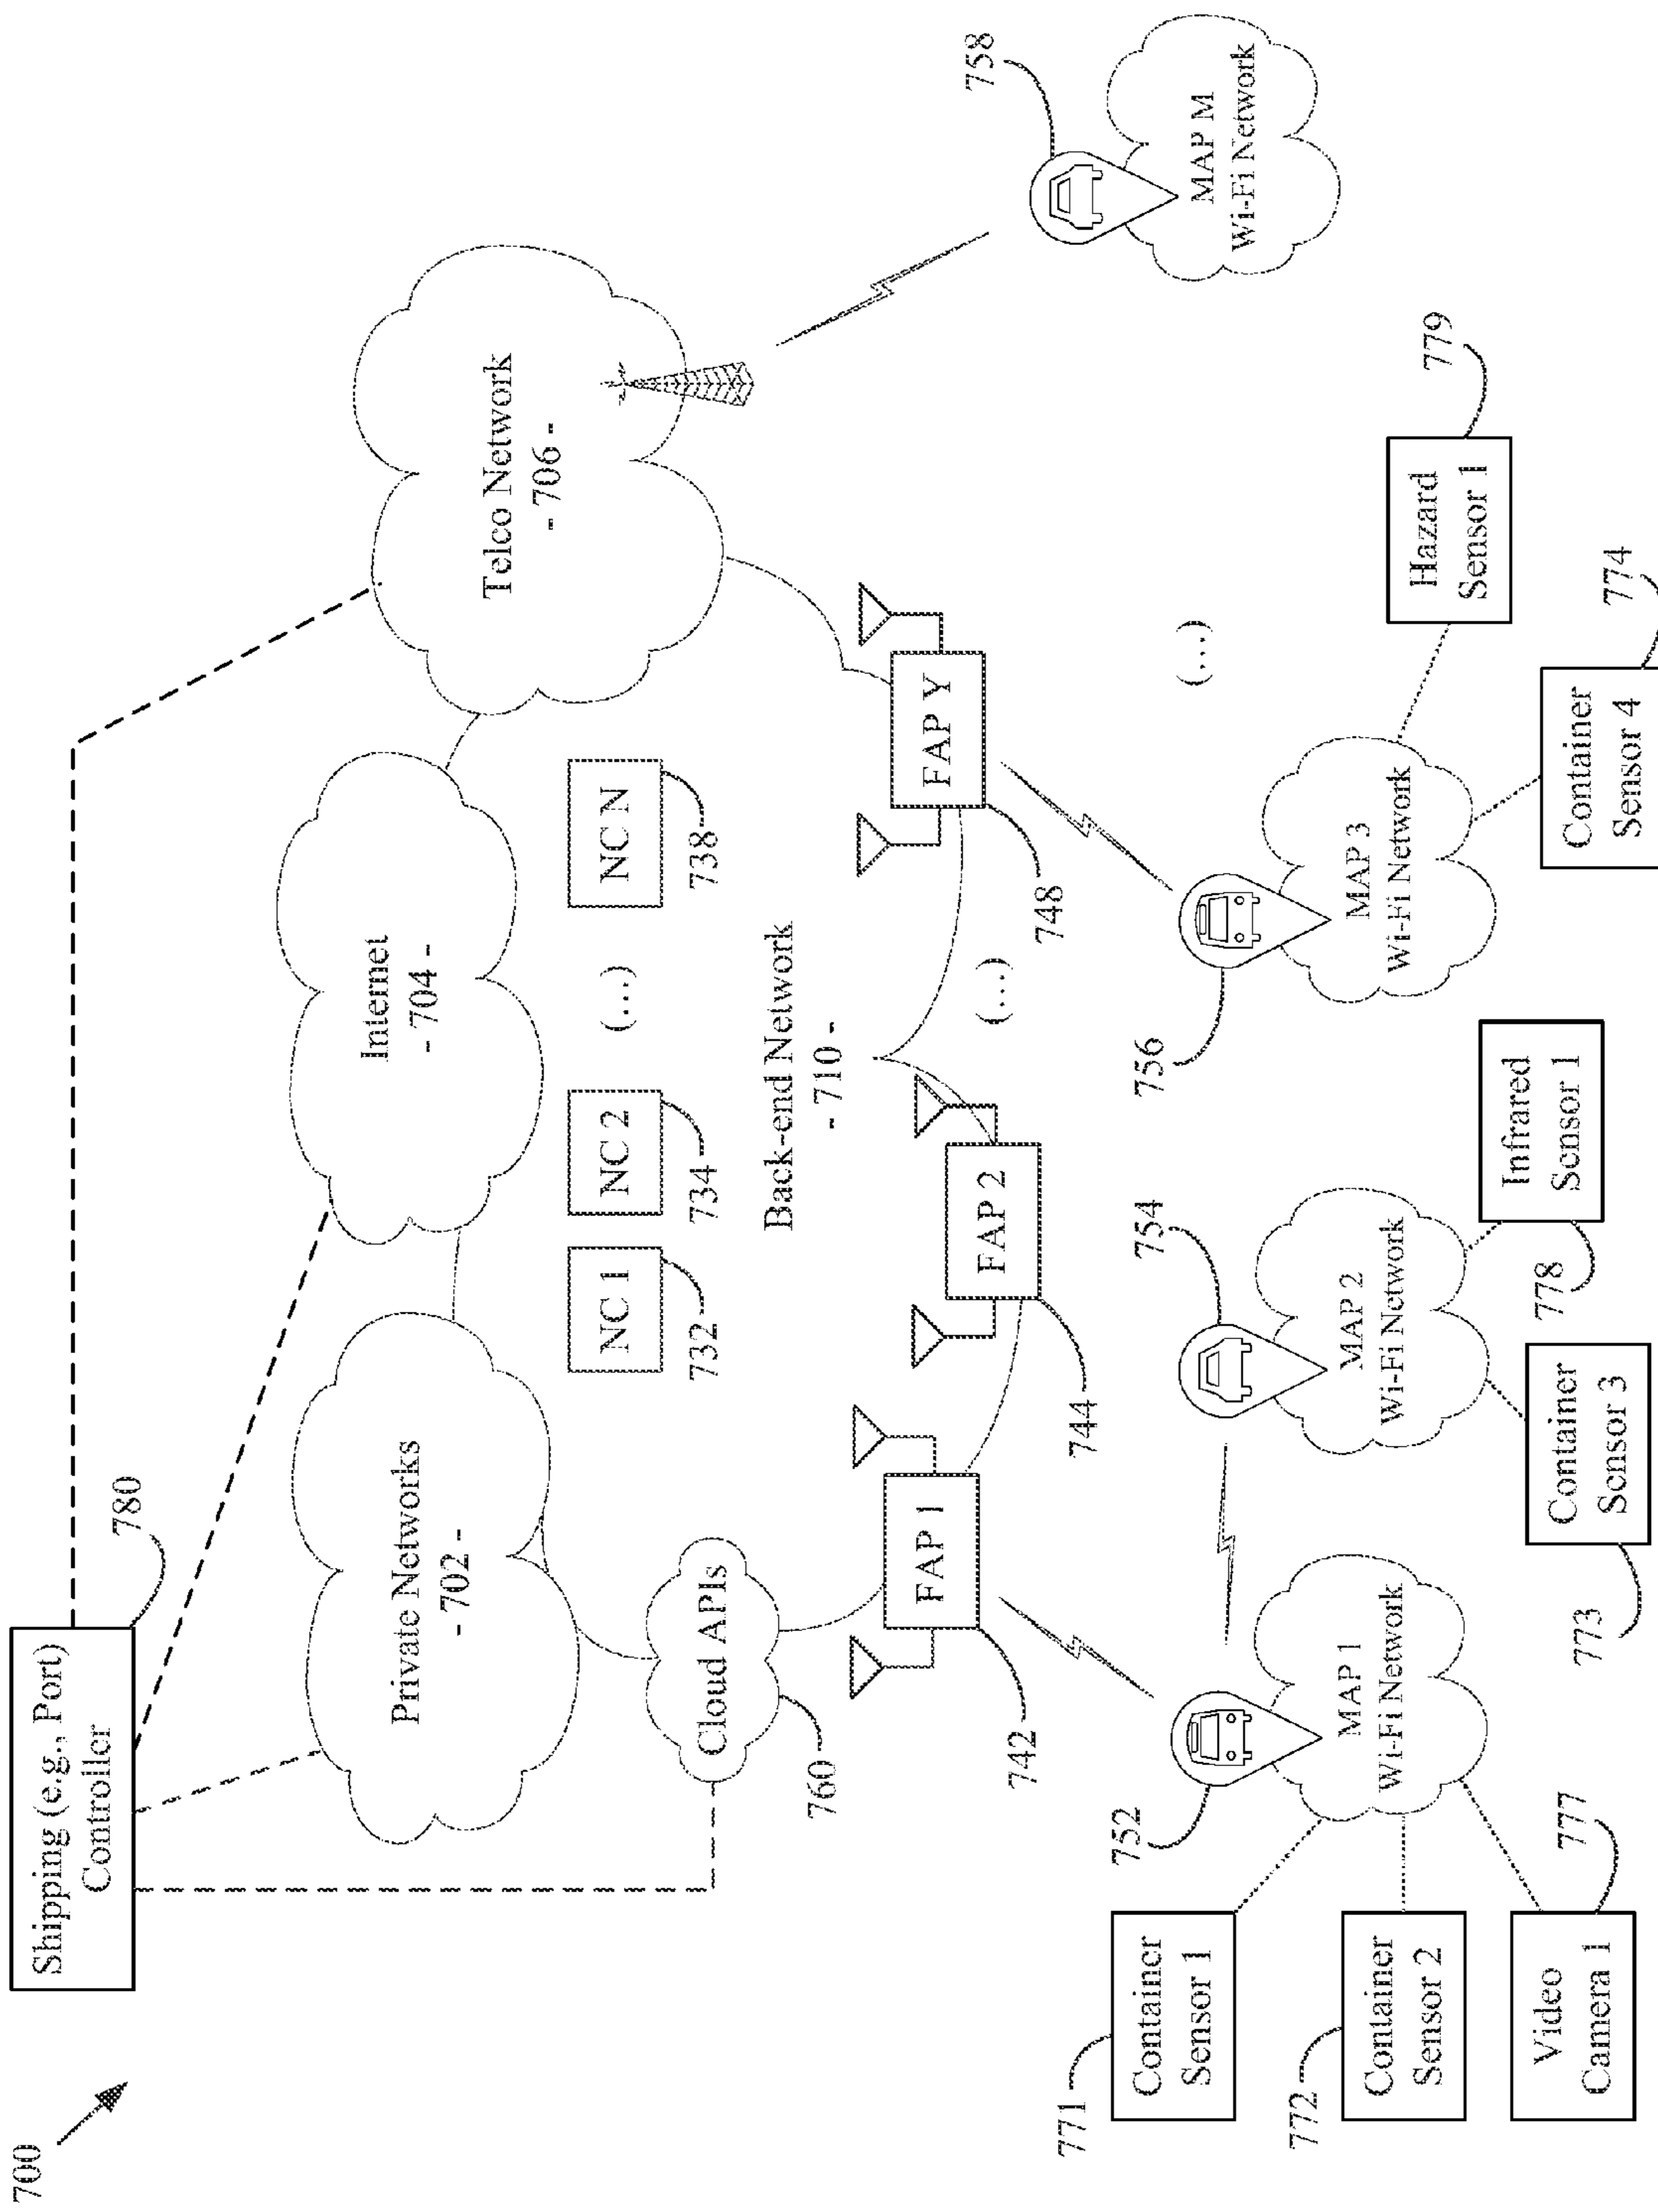 700
Shipping (e.g., Port)
Controller
780
Private Networks
- 702 -
Internet
- 704 -
Telco Network
- 706 -
Cloud APIs
760
NC 1
732
NC 2
734
(...)
NC N
738
Back-end Network
- 710 -
FAP 1
742
FAP 2
744
(...)
FAP Y
748
752
MAP 1
Wi-Fi Network
754
MAP 2
Wi-Fi Network
756
MAP 3
Wi-Fi Network
(...)
758
MAP M
Wi-Fi Network
771
Container
Sensor 1
772
Container
Sensor 2
777
Video
Camera 1
773
Container
Sensor 3
778
Infrared
Sensor 1
774
Container
Sensor 4
779
Hazard
Sensor 1